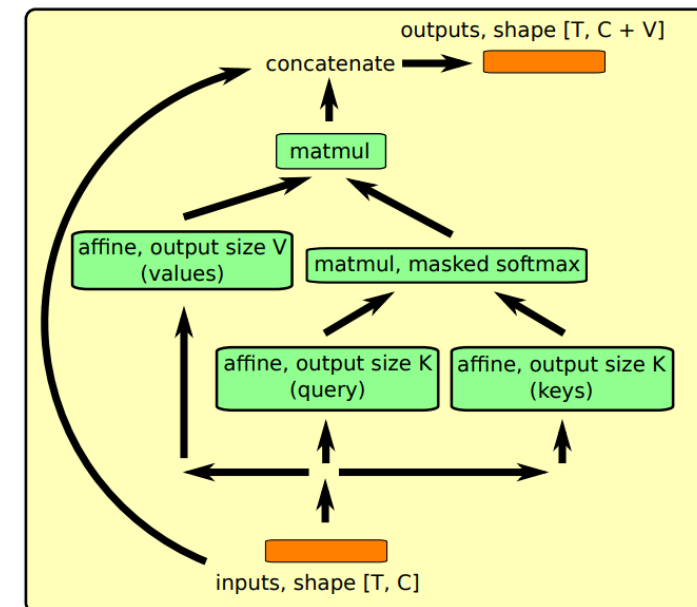 outputs, shape [T, C + V]
concatenate
matmul
affine, output size V
(values)
matmul, masked softmax
affine, output size K
(query)
affine, output size K
(keys)
inputs, shape [T, C]